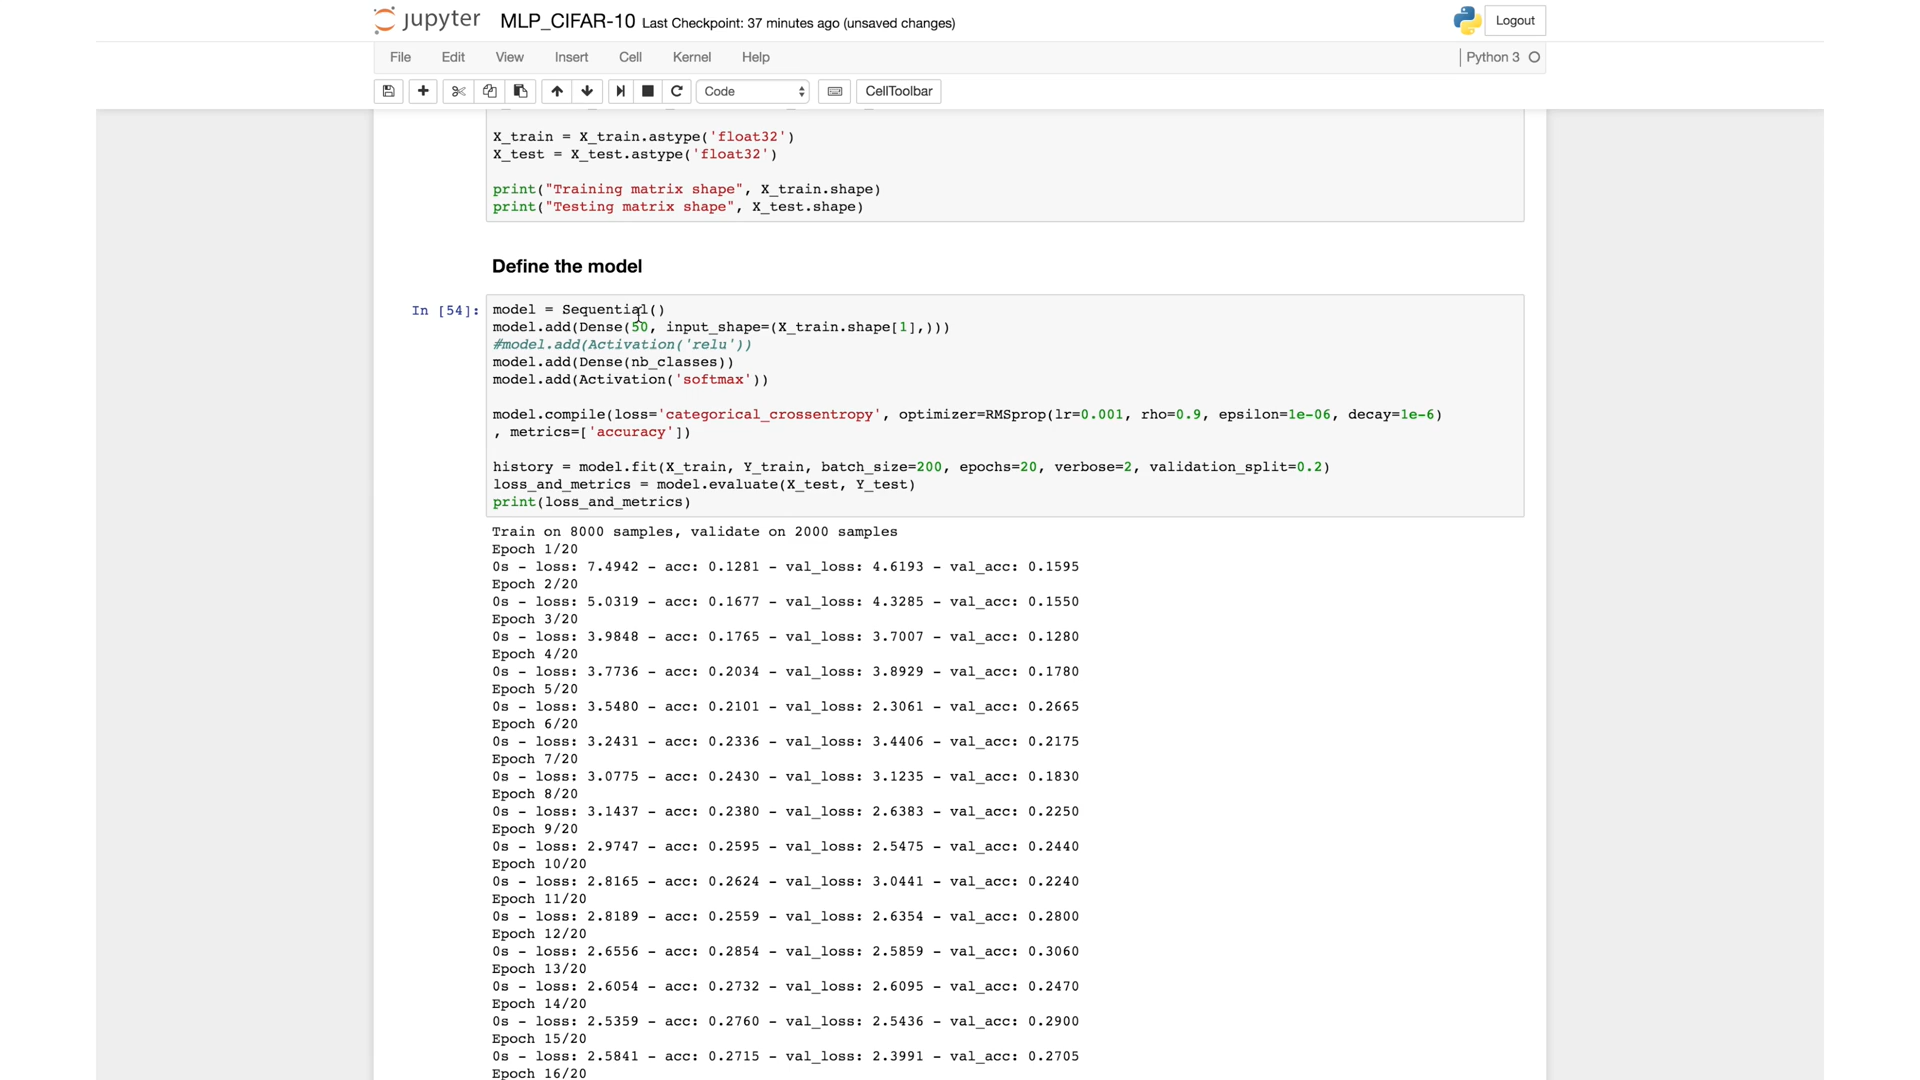 jupyter MLP_CIFAR-10 Last Checkpoint: 37 minutes ago (unsaved changes) Logout
File Edit View Insert Cell Kernel Help Python 3
Code CellToolbar
X_train = X_train.astype('float32')
X_test = X_test.astype('float32')
print("Training matrix shape", X_train.shape)
print("Testing matrix shape", X_test.shape)
Define the model
In [54]: model = Sequential()
model.add(Dense(50, input_shape=(X_train.shape[1],)))
#model.add(Activation('relu'))
model.add(Dense(nb_classes))
model.add(Activation('softmax'))
model.compile(loss='categorical_crossentropy', optimizer=RMSprop(lr=0.001, rho=0.9, epsilon=1e-06, decay=1e-6)
, metrics=['accuracy'])
history = model.fit(X_train, Y_train, batch_size=200, epochs=20, verbose=2, validation_split=0.2)
loss_and_metrics = model.evaluate(X_test, Y_test)
print(loss_and_metrics)
Train on 8000 samples, validate on 2000 samples
Epoch 1/20
0s - loss: 7.4942 - acc: 0.1281 - val_loss: 4.6193 - val_acc: 0.1595
Epoch 2/20
0s - loss: 5.0319 - acc: 0.1677 - val_loss: 4.3285 - val_acc: 0.1550
Epoch 3/20
0s - loss: 3.9848 - acc: 0.1765 - val_loss: 3.7007 - val_acc: 0.1280
Epoch 4/20
0s - loss: 3.7736 - acc: 0.2034 - val_loss: 3.8929 - val_acc: 0.1780
Epoch 5/20
0s - loss: 3.5480 - acc: 0.2101 - val_loss: 2.3061 - val_acc: 0.2665
Epoch 6/20
0s - loss: 3.2431 - acc: 0.2336 - val_loss: 3.4406 - val_acc: 0.2175
Epoch 7/20
0s - loss: 3.0775 - acc: 0.2430 - val_loss: 3.1235 - val_acc: 0.1830
Epoch 8/20
0s - loss: 3.1437 - acc: 0.2380 - val_loss: 2.6383 - val_acc: 0.2250
Epoch 9/20
0s - loss: 2.9747 - acc: 0.2595 - val_loss: 2.5475 - val_acc: 0.2440
Epoch 10/20
0s - loss: 2.8165 - acc: 0.2624 - val_loss: 3.0441 - val_acc: 0.2240
Epoch 11/20
0s - loss: 2.8189 - acc: 0.2559 - val_loss: 2.6354 - val_acc: 0.2800
Epoch 12/20
0s - loss: 2.6556 - acc: 0.2854 - val_loss: 2.5859 - val_acc: 0.3060
Epoch 13/20
0s - loss: 2.6054 - acc: 0.2732 - val_loss: 2.6095 - val_acc: 0.2470
Epoch 14/20
0s - loss: 2.5359 - acc: 0.2760 - val_loss: 2.5436 - val_acc: 0.2900
Epoch 15/20
0s - loss: 2.5841 - acc: 0.2715 - val_loss: 2.3991 - val_acc: 0.2705
Epoch 16/20